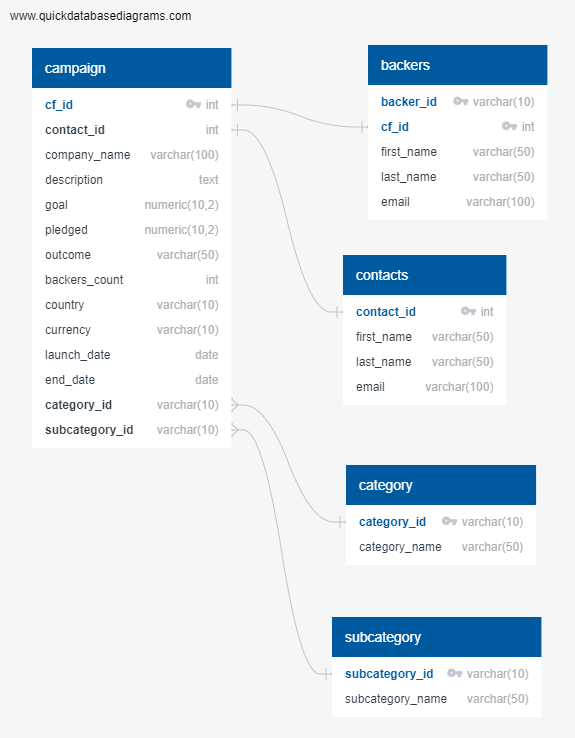 www.quickdatabasediagrams.com
campaign
cf_id int
contact_id int
company_name varchar(100)
description text
goal numeric(10,2)
pledged numeric(10,2)
outcome varchar(50)
backers_count int
country varchar(10)
currency varchar(10)
launch_date date
end_date date
category_id varchar(10)
subcategory_id varchar(10)
backers
backer_id varchar(10)
cf_id int
first_name varchar(50)
last_name varchar(50)
email varchar(100)
contacts
contact_id int
first_name varchar(50)
last_name varchar(50)
email varchar(100)
category
category_id varchar(10)
category_name varchar(50)
subcategory
subcategory_id varchar(10)
subcategory_name varchar(50)